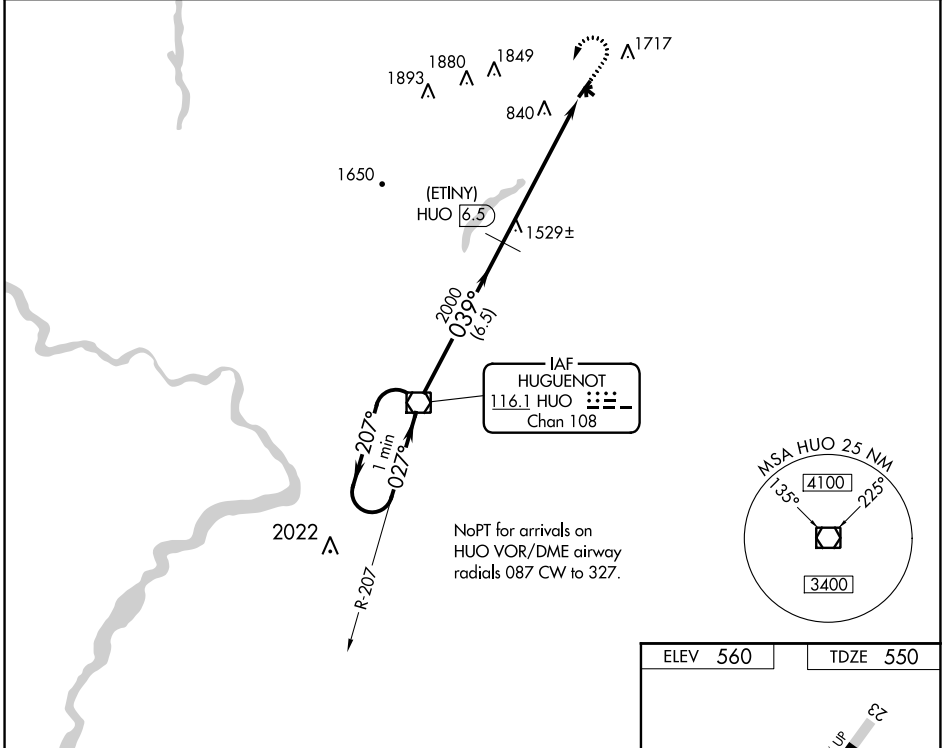 1717
1849
1880
1893
840
1650
(ETINY)
HUO 6.5
1529±
2000
039°
(6.5)
IAF
HUGUENOT
116.1 HUO
Chan 108
207°
1 min
027°
MSA HUO 25 NM
135°
4100
225°
3400
2022
NoPT for arrivals on
HUO VOR/DME airway
radials 087 CW to 327.
R-207
ELEV 560
TDZE 550
23
UP